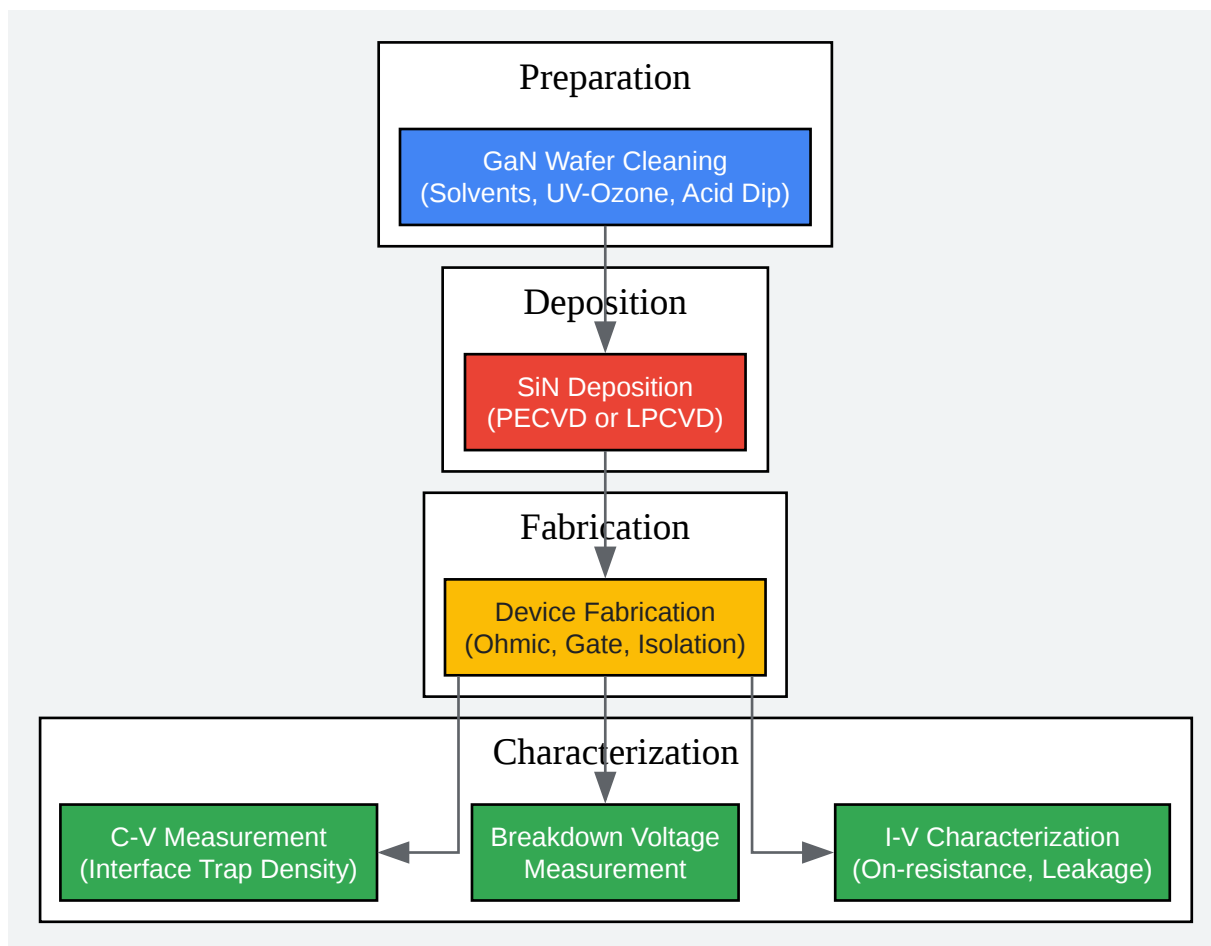 Preparation
GaN Wafer Cleaning
(Solvents, UV-Ozone, Acid Dip)
Deposition
SiN Deposition
(PECVD or LPCVD)
Fabrication
Device Fabrication
(Ohmic, Gate, Isolation)
Characterization
C-V Measurement
(Interface Trap Density)
Breakdown Voltage
Measurement
I-V Characterization
(On-resistance, Leakage)